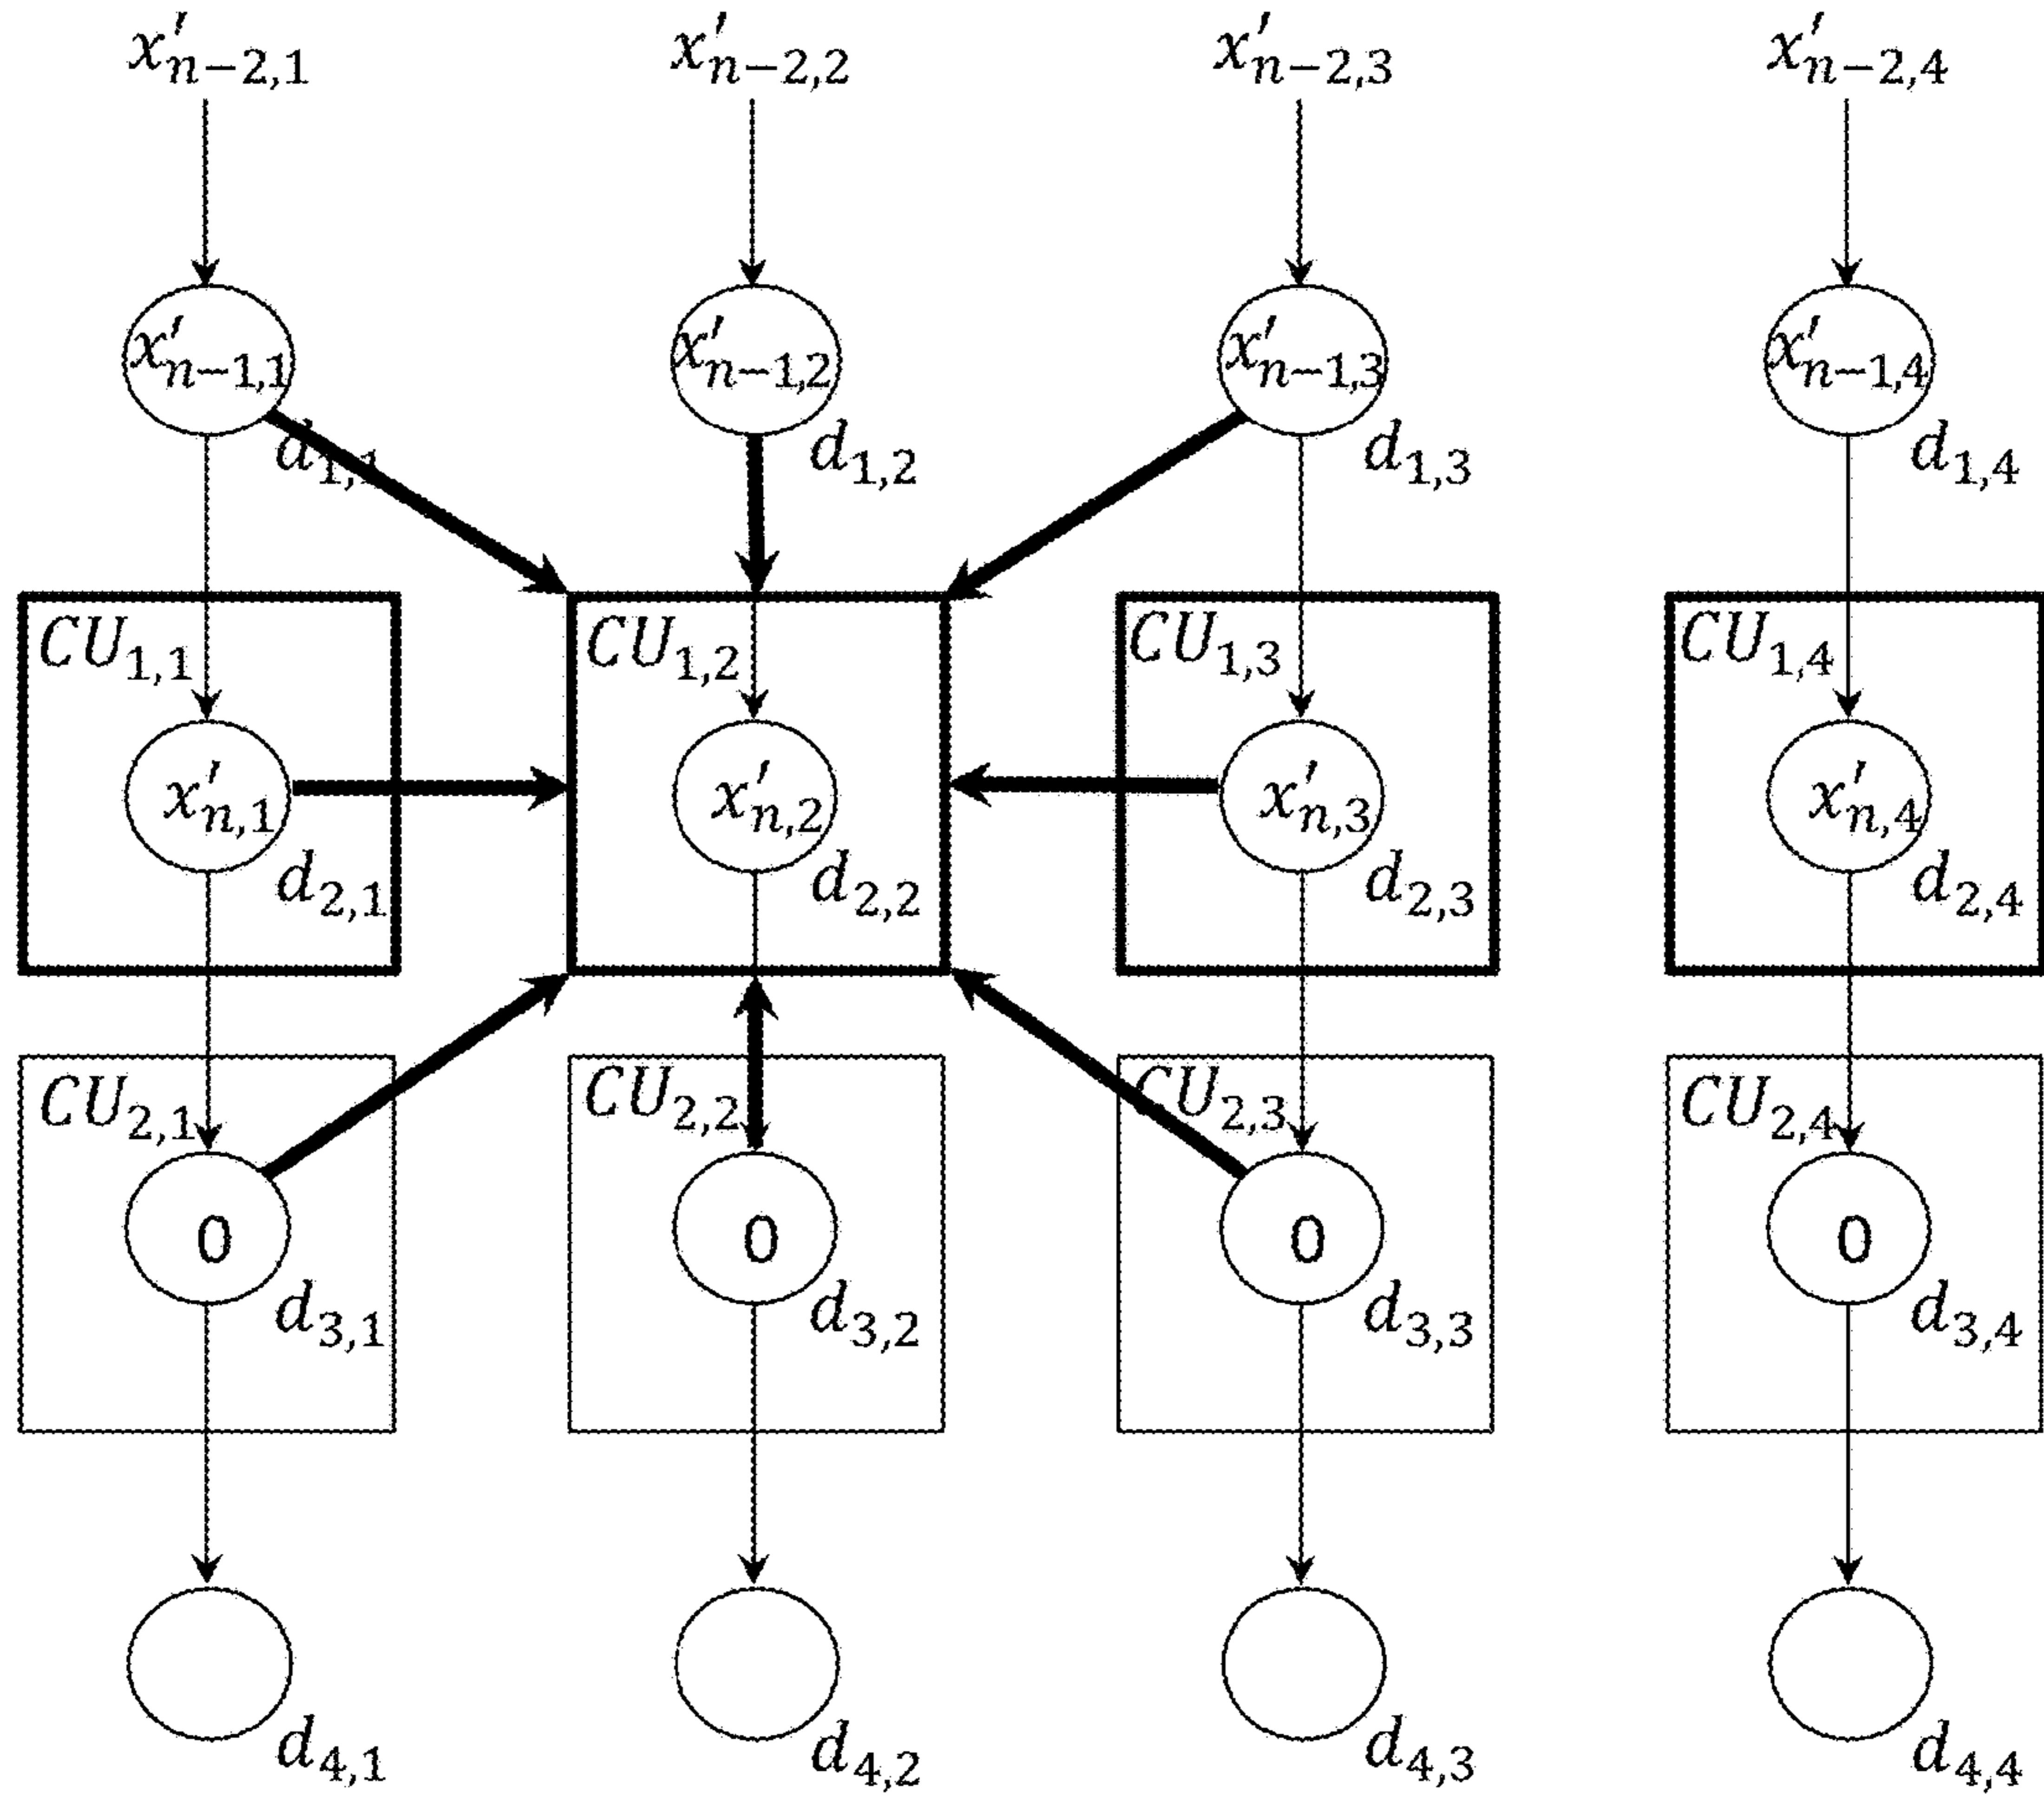 x′n−2,1 x′n−2,2 x′n−2,3 x′n−2,4
x′n−1,1 x′n−1,2 x′n−1,3 x′n−1,4
d1,1 d1,2 d1,3 d1,4
CU1,1 CU1,2 CU1,3 CU1,4
x′n,1 x′n,2 x′n,3 x′n,4
d2,1 d2,2 d2,3 d2,4
CU2,1 CU2,2 CU2,3 CU2,4
0 0 0 0
d3,1 d3,2 d3,3 d3,4
d4,1 d4,2 d4,3 d4,4